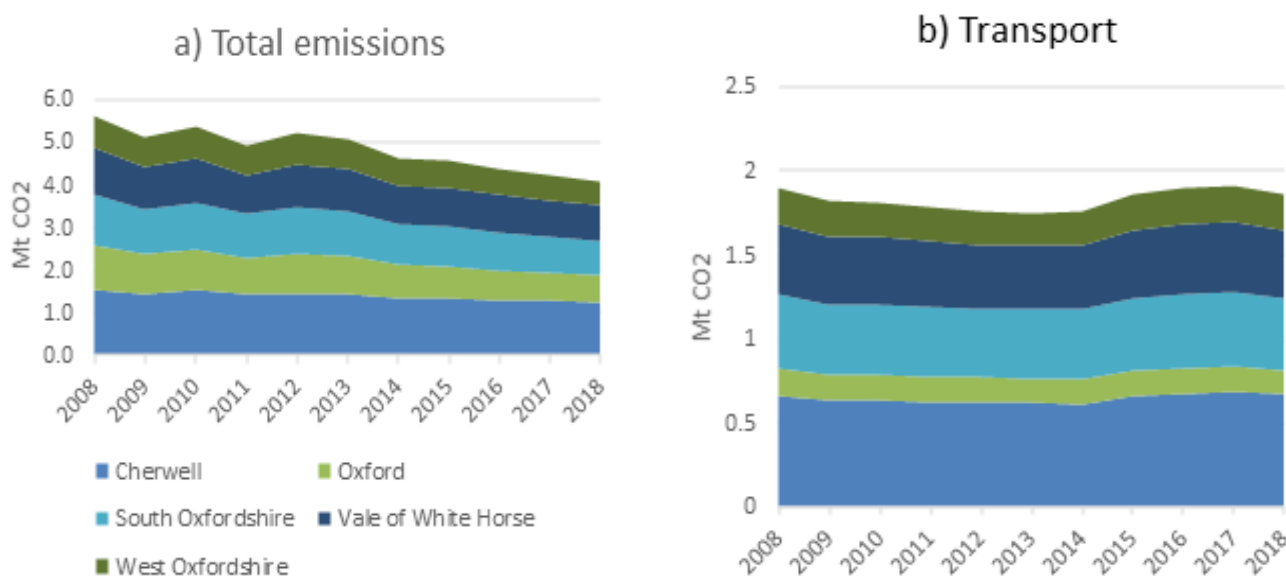 a) Total emissions
6.0
5.0
4.0
3.0
2.0
1.0
0.0
Mt CO2
2008 2009 2010 2011 2012 2013 2014 2015 2016 2017 2018
Cherwell Oxford
South Oxfordshire Vale of White Horse
West Oxfordshire
b) Transport
2.5
2
1.5
1
0.5
0
Mt CO2
2008 2009 2010 2011 2012 2013 2014 2015 2016 2017 2018